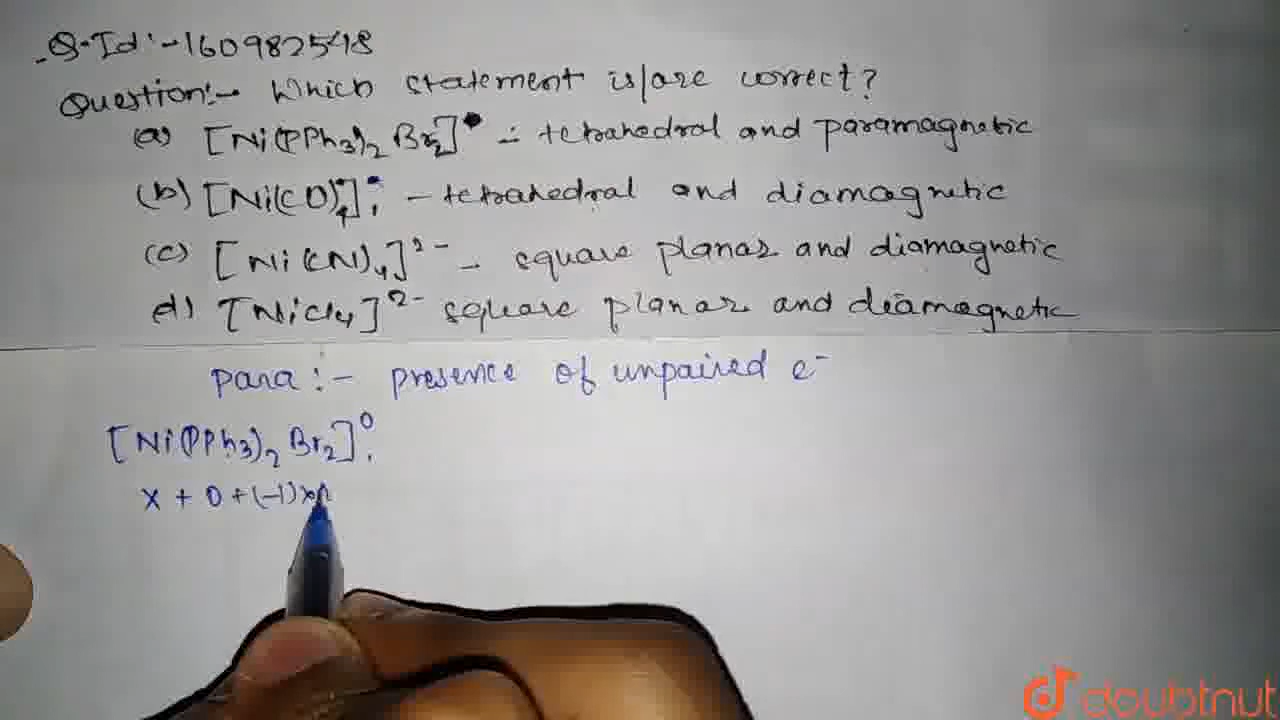 Q.Id:-160982548
Question:- Which statement is/are correct?
(a) [Ni(PPh3)2 Br2] :- tetrahedral and paramagnetic
(b) [Ni(CO)4]: - tetrahedral and diamagnetic
(c) [Ni(CN)4]2- - square planar and diamagnetic
d) [NiCl4]2- square planar and diamagnetic
para :- presence of unpaired e-
[Ni(PPh3)2 Br2]0:
x + 0 + (-1)×
doubtnut